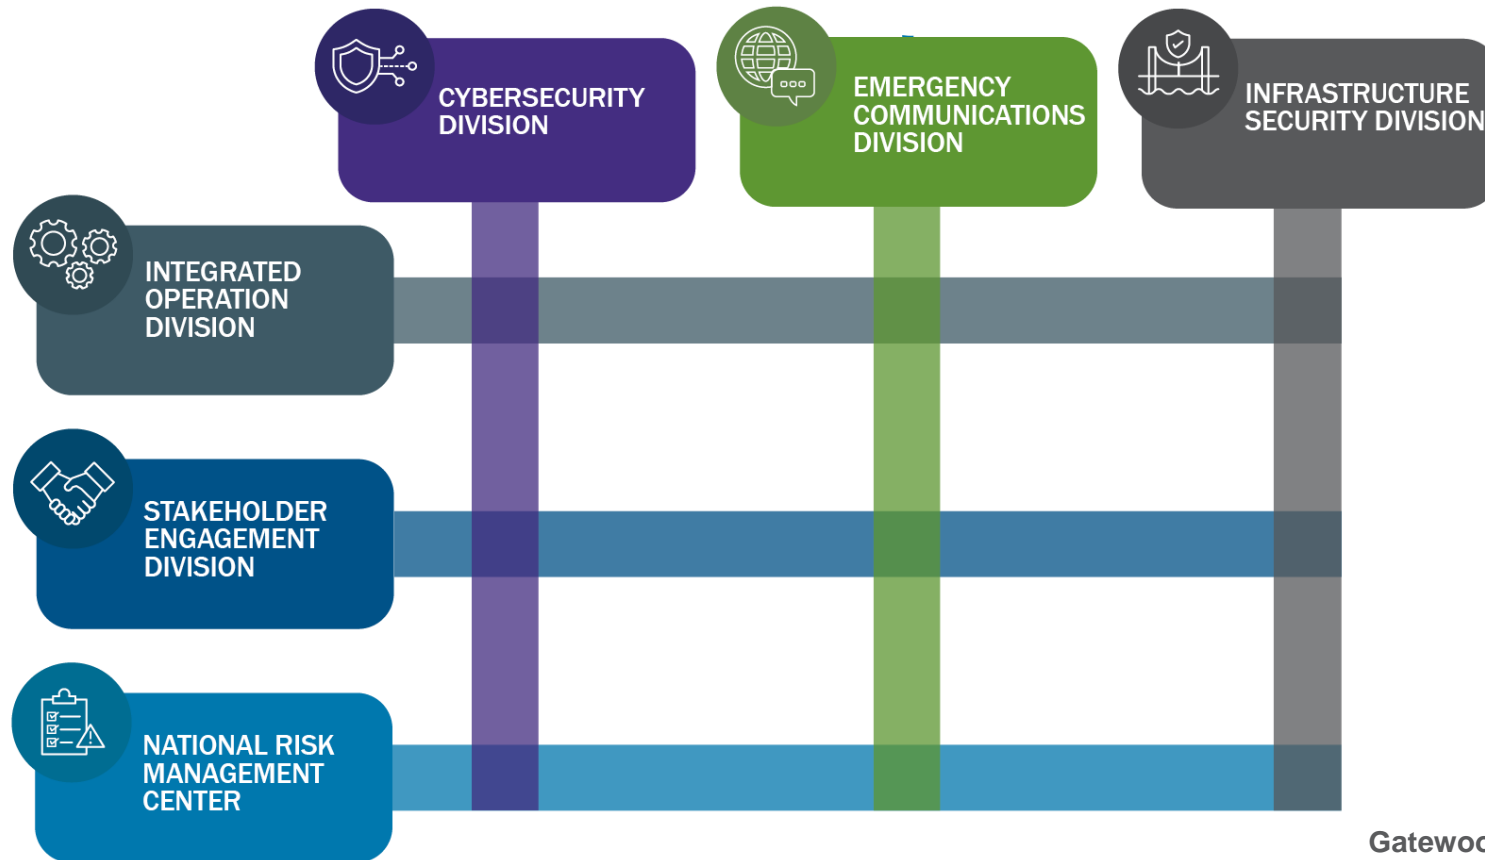 CYBERSECURITY
DIVISION
EMERGENCY
COMMUNICATIONS
DIVISION
INFRASTRUCTURE
SECURITY DIVISION
INTEGRATED
OPERATION
DIVISION
STAKEHOLDER
ENGAGEMENT
DIVISION
NATIONAL RISK
MANAGEMENT
CENTER